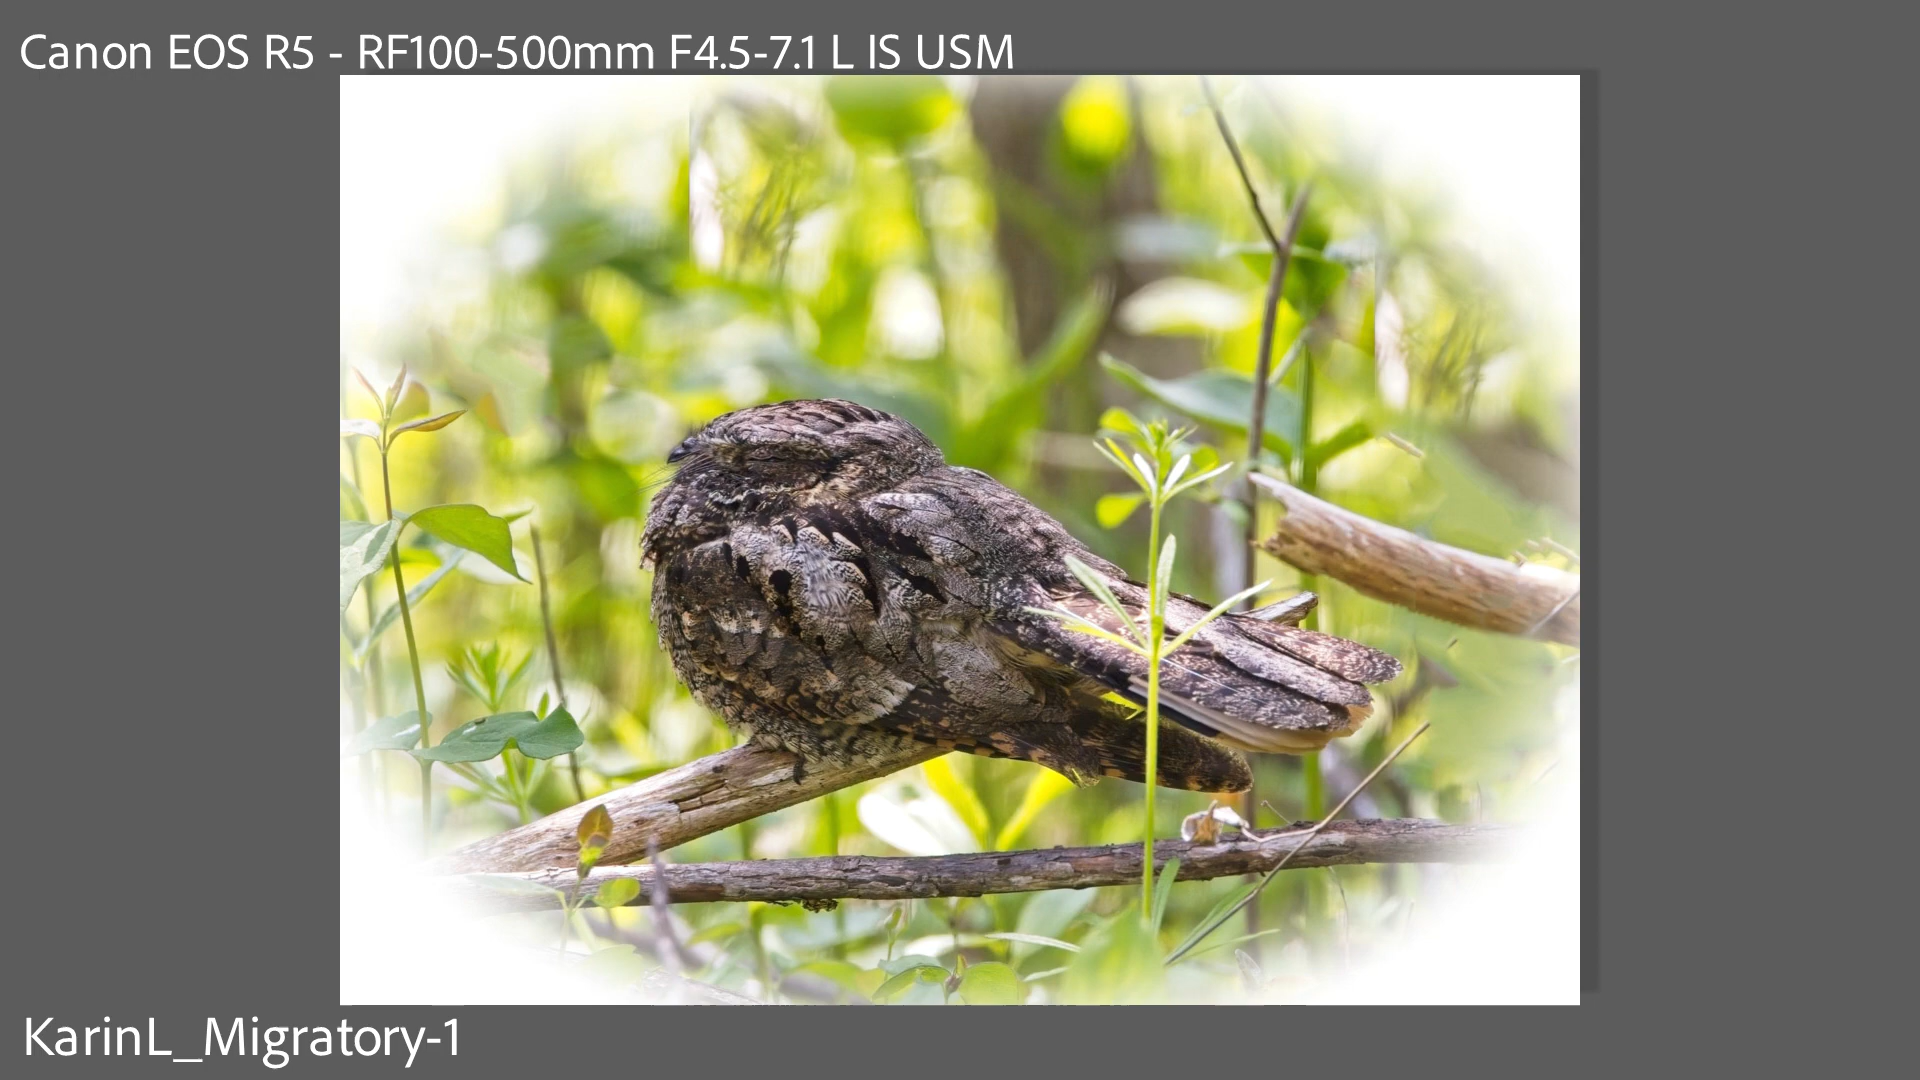 Canon EOS R5 - RF100-500mm F4.5-7.1 L IS USM
KarinL_Migratory-1